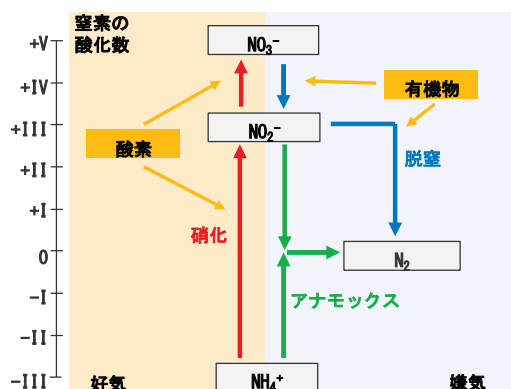 窒素の
酸化数
+V
+IV
+III
+II
+I
0
-I
-II
-III
NO₃⁻
有機物
NO₂⁻
酸素
脱窒
硝化
N₂
アナモックス
好気
NH₄⁺
嫌気